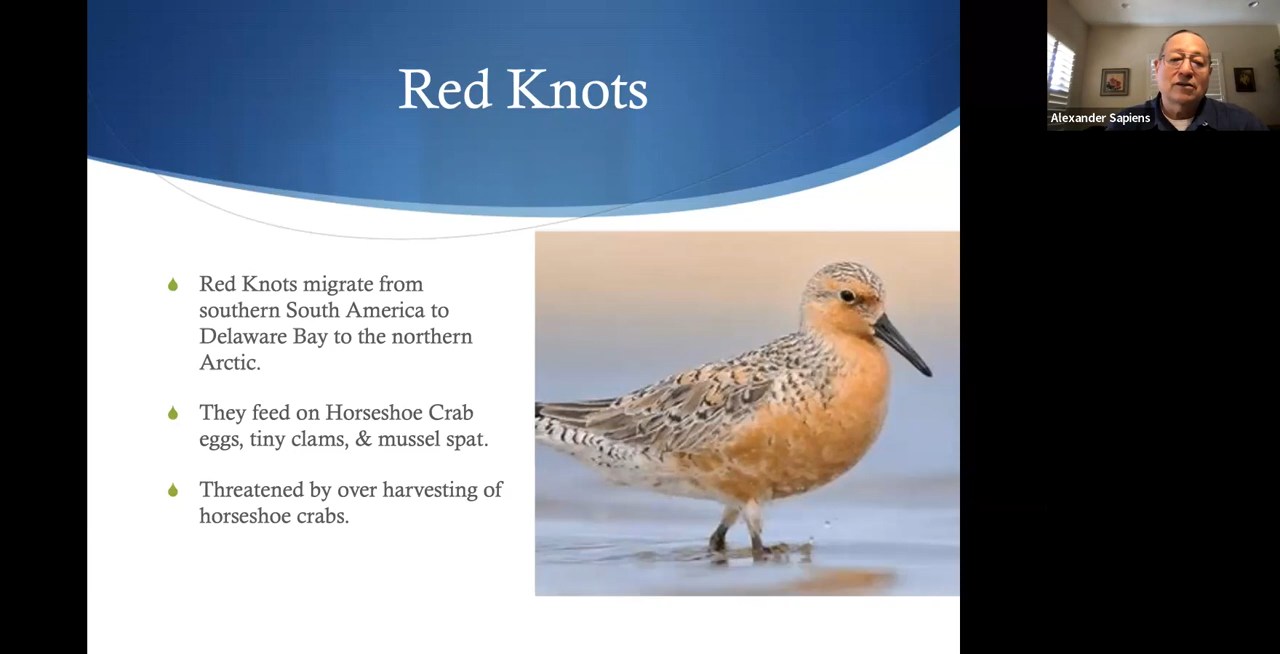 Red Knots
Alexander Sapiens
Red Knots migrate from
southern South America to
Delaware Bay to the northern
Arctic.
They feed on Horseshoe Crab
eggs, tiny clams, & mussel spat.
Threatened by over harvesting of
horseshoe crabs.